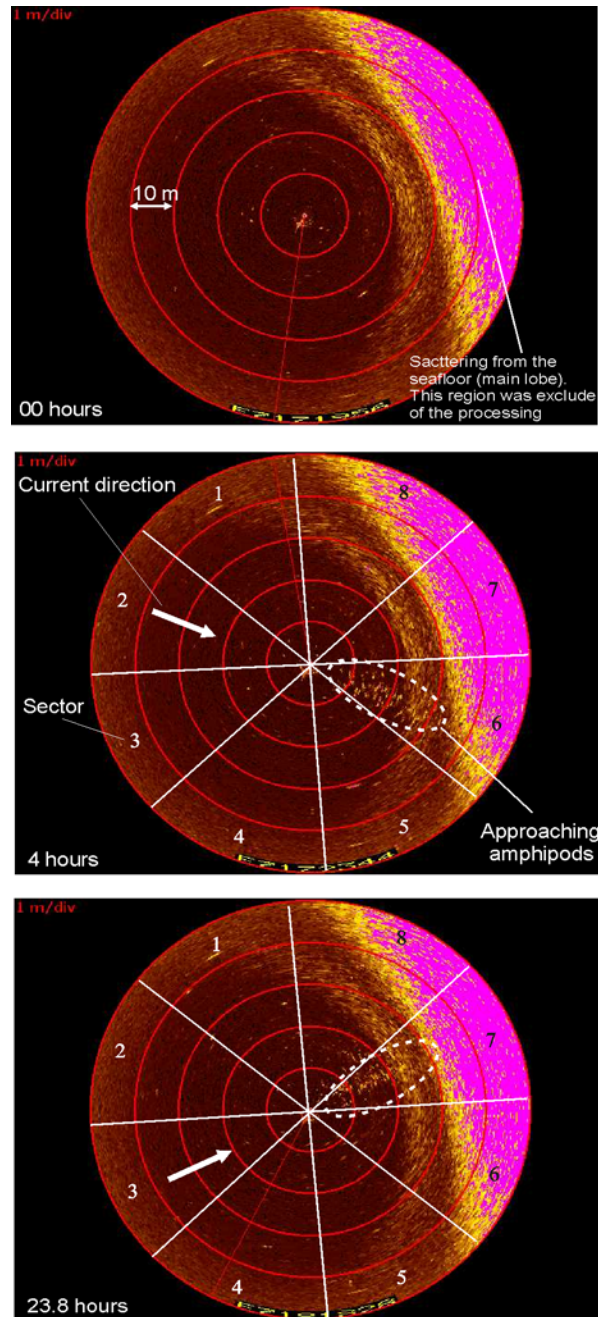 1 m/div
10 m
Sacttering from the
seafloor (main lobe).
This region was exclude
of the processing
00 hours
1 m/div
Current direction
1
8
2
7
Sector
3
6
4
5
Approaching
amphipods
4 hours
1 m/div
1
8
2
7
3
6
4
5
23.8 hours